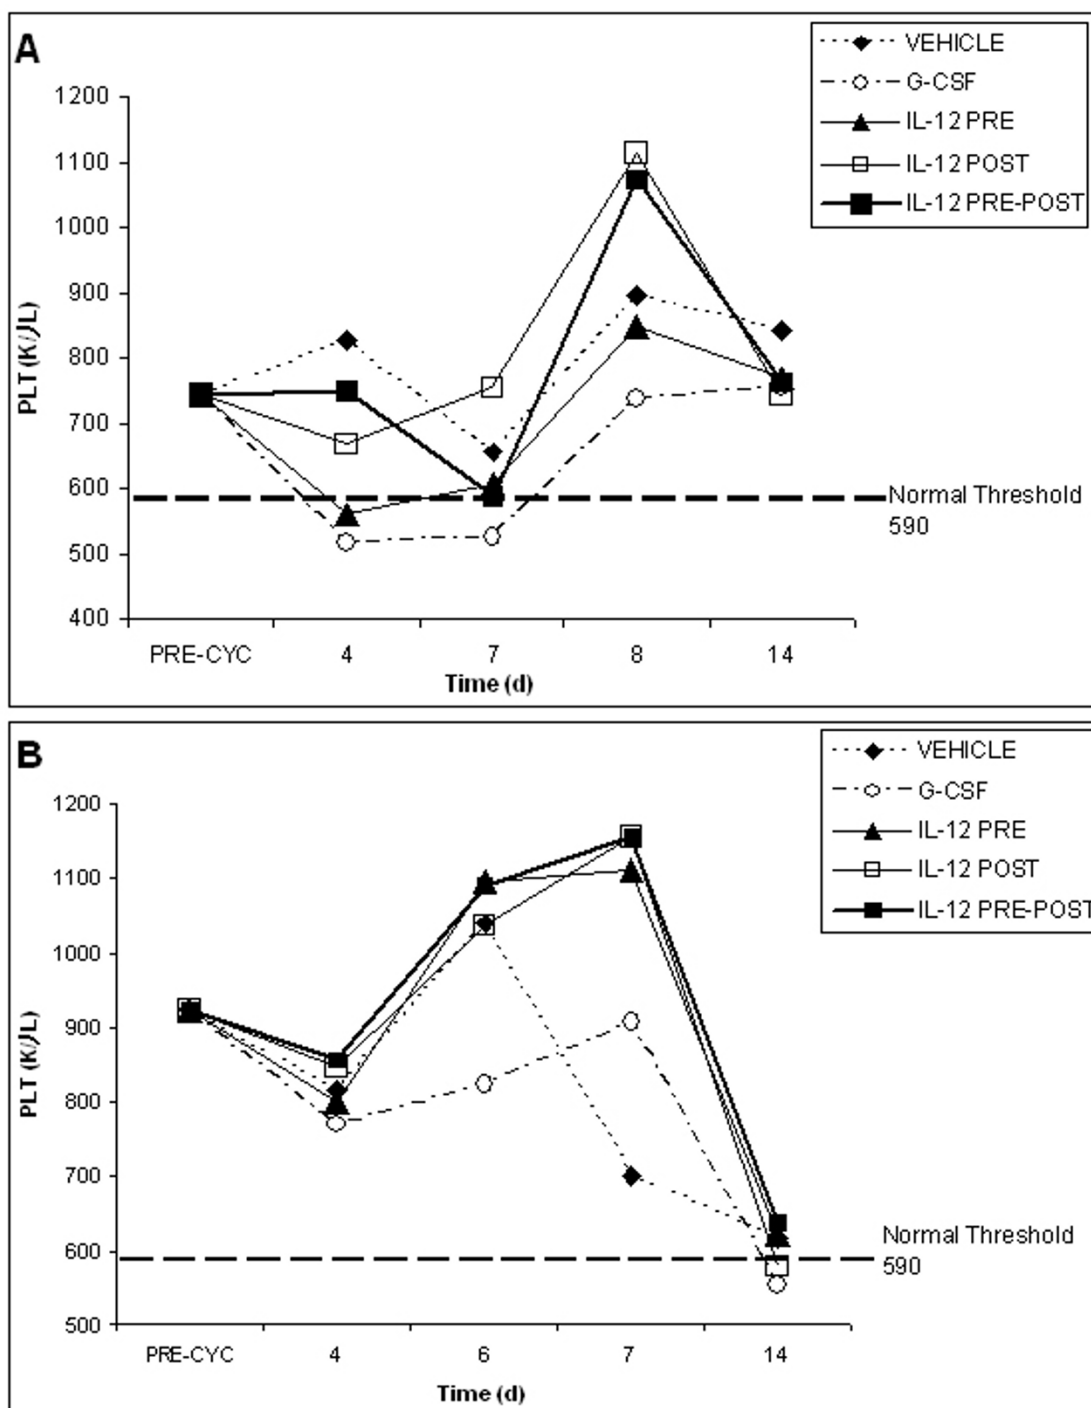 A
VEHICLE
G-CSF
IL-12 PRE
IL-12 POST
IL-12 PRE-POST
1200
1100
1000
900
800
700
600
500
400
PLT (K/λL)
Normal Threshold
590
PRE-CYC 4 7 8 14
Time (d)
B
VEHICLE
G-CSF
IL-12 PRE
IL-12 POST
IL-12 PRE-POST
1200
1100
1000
900
800
700
600
500
PLT (K/λL)
Normal Threshold
590
PRE-CYC 4 6 7 14
Time (d)